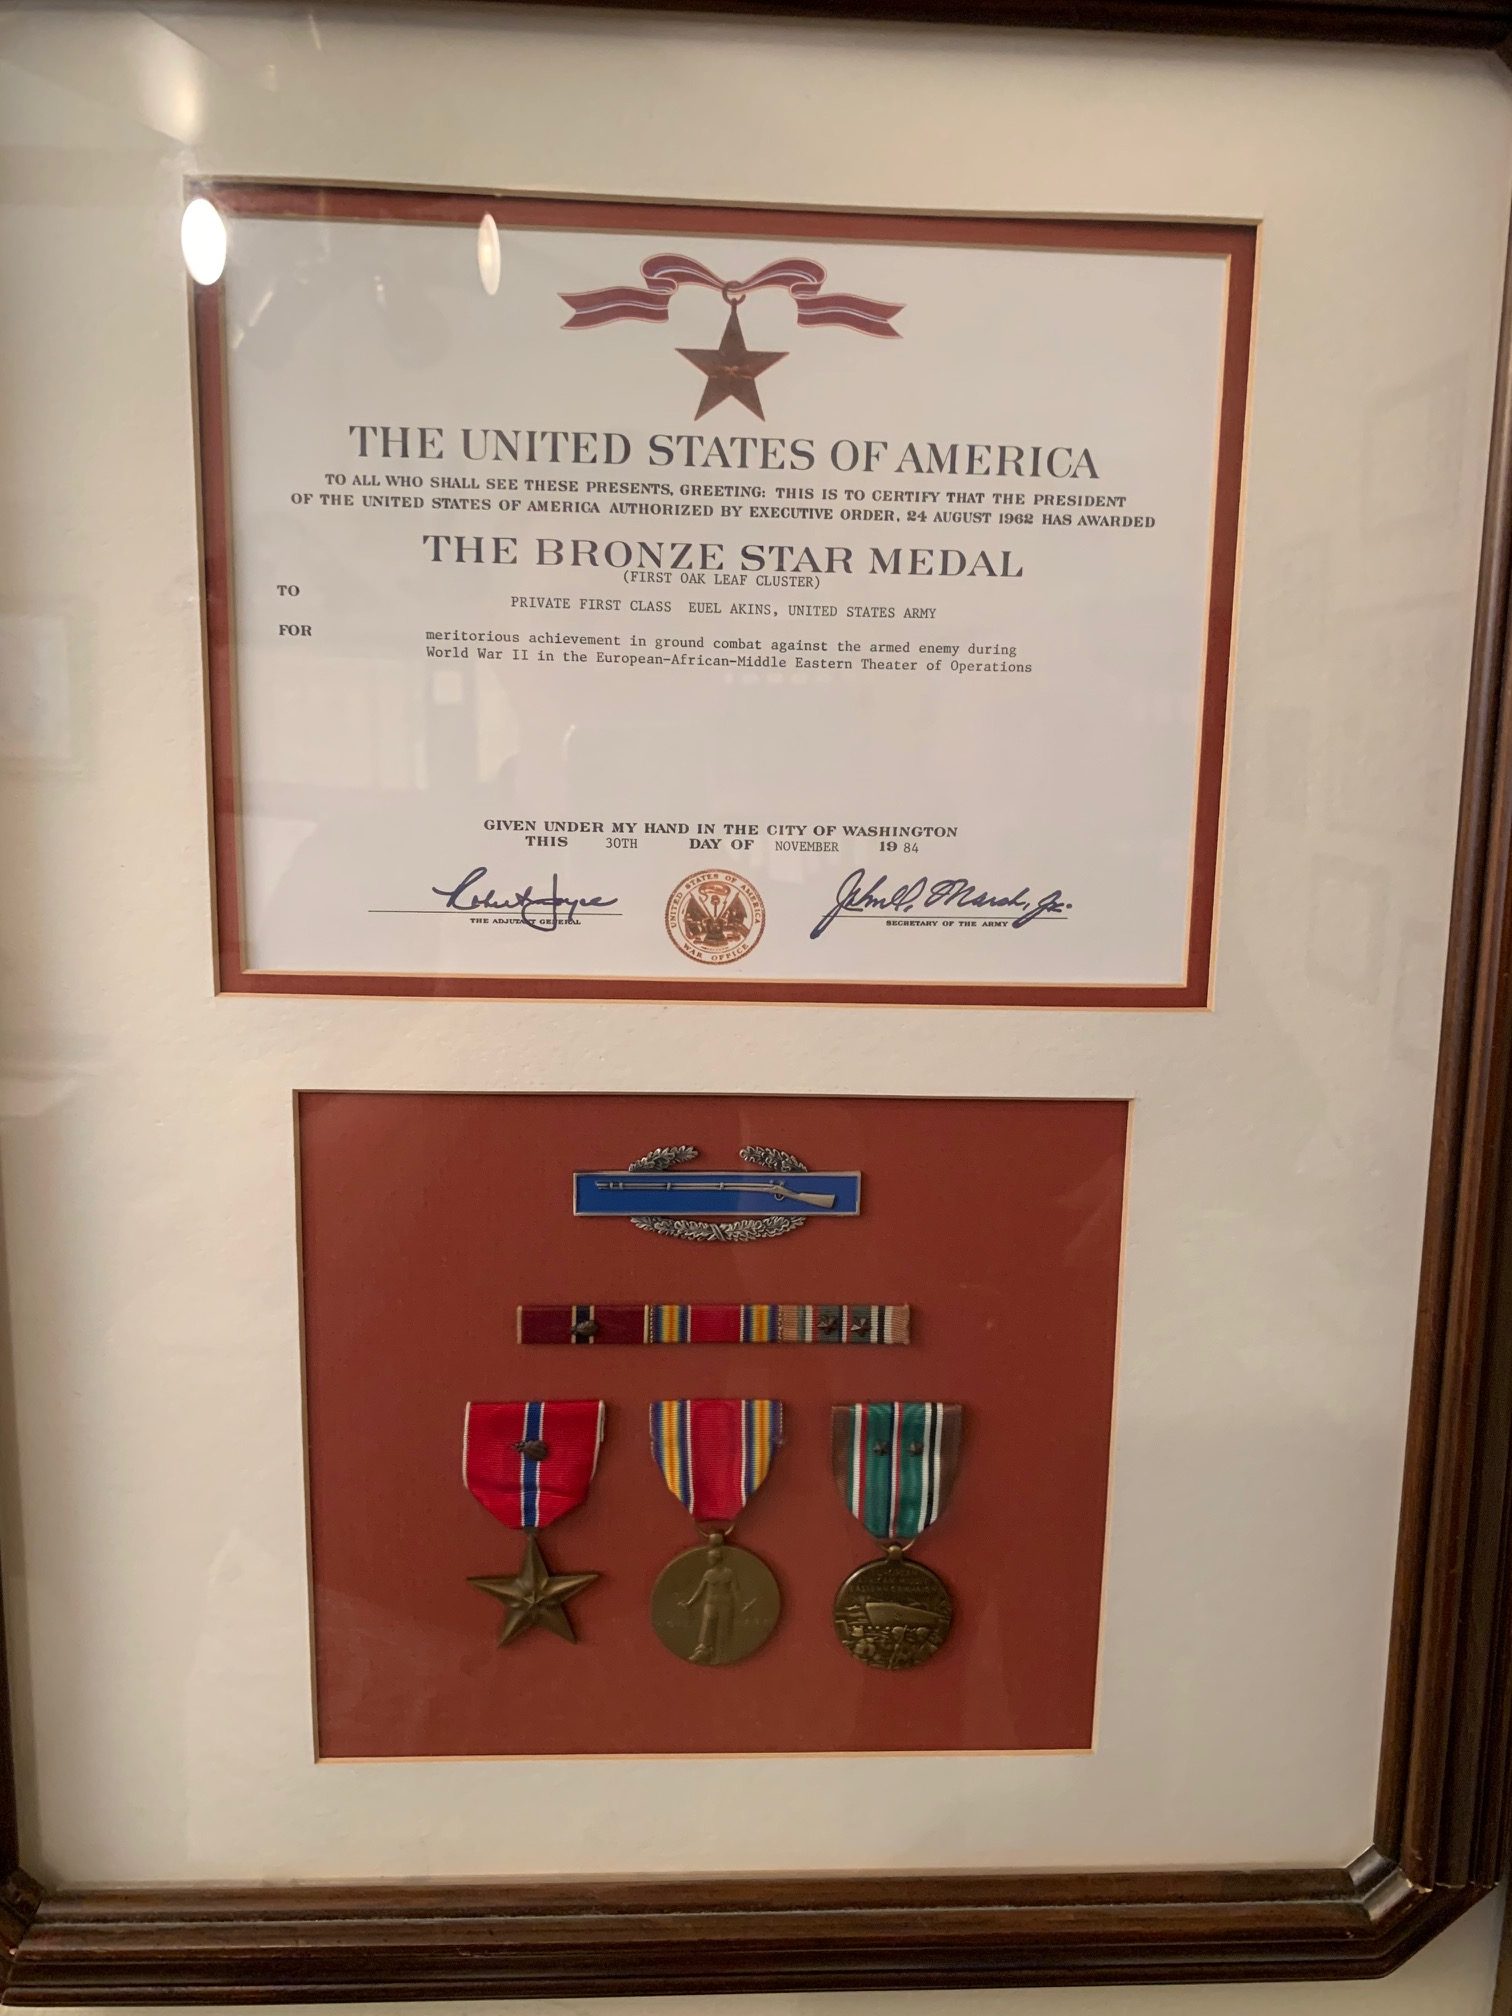 THE UNITED STATES OF AMERICA
TO ALL WHO SHALL SEE THESE PRESENTS, GREETING: THIS IS TO CERTIFY THAT THE PRESIDENT
OF THE UNITED STATES OF AMERICA AUTHORIZED BY EXECUTIVE ORDER, 24 AUGUST 1962 HAS AWARDED
THE BRONZE STAR MEDAL
(FIRST OAK LEAF CLUSTER)
TO PRIVATE FIRST CLASS EUEL AKINS, UNITED STATES ARMY
FOR meritorious achievement in ground combat against the armed enemy during
World War II in the European-African-Middle Eastern Theater of Operations
GIVEN UNDER MY HAND IN THE CITY OF WASHINGTON
THIS 30TH DAY OF NOVEMBER 19 84
John O. Marsh, Jr.
THE ADJUTANT GENERAL
SECRETARY OF THE ARMY
UNITED STATES OF AMERICA
WAR OFFICE